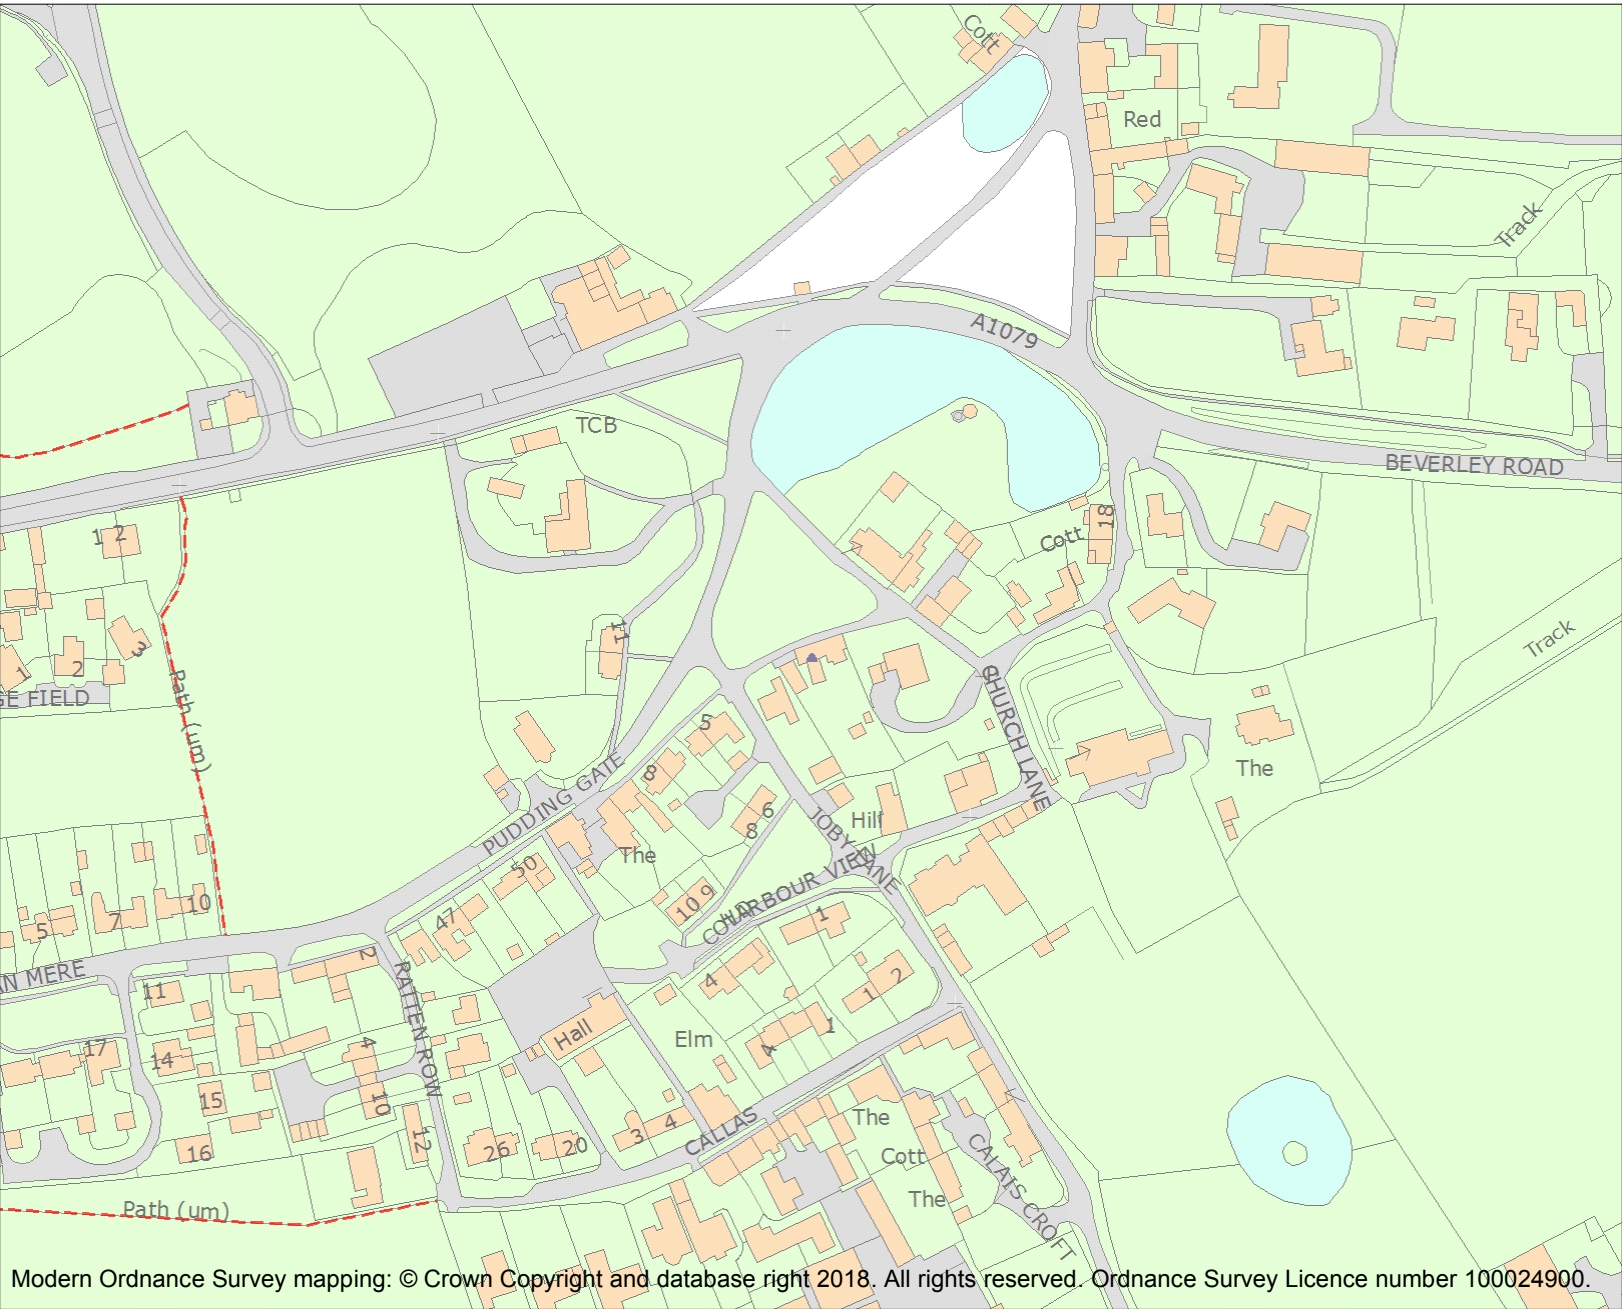 Cott
Red
Track
A1079
TCB
BEVERLEY ROAD
1 2
18
Cott
11
3
2
1
GE FIELD
Path (um)
Track
CHURCH LANE
The
5
8
PUDDING GATE
6
8
JOBY LANE
Hill
The
50
10 9
COLHARBOUR VIEW
47
10
7
5
AN MERE
2
RATTEN ROW
1
4
1 2
11
Hall
Elm
1
4
17
14
4
15
10
16
12
26
20
3 4
CALLAS
The
Cott
The
CALAIS CROFT
Path (um)
Modern Ordnance Survey mapping: © Crown Copyright and database right 2018. All rights reserved. Ordnance Survey Licence number 100024900.